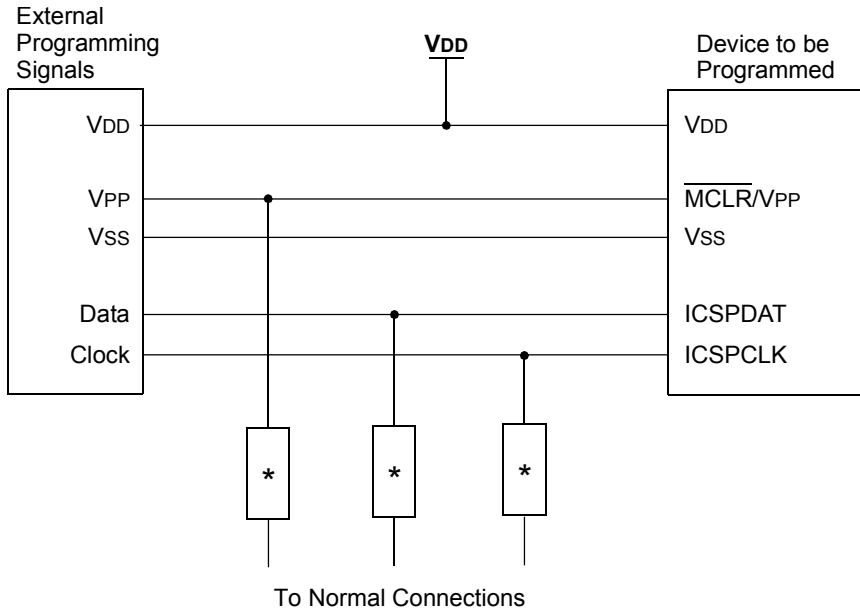 External
Programming
Signals
VDD
Device to be
Programmed
VDD
VDD
VPP
MCLR/VPP
VSS
VSS
Data
ICSPDAT
Clock
ICSPCLK
*
*
*
To Normal Connections